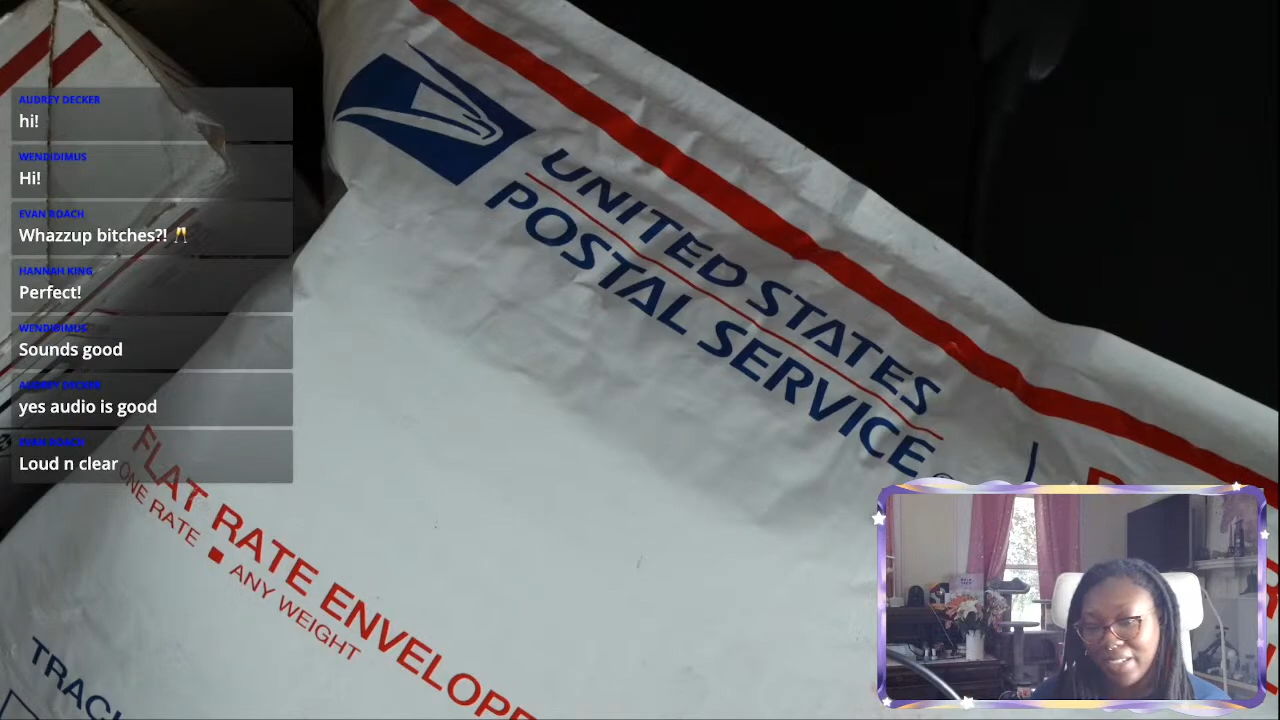 AUDREY DECKER
hi!
WENDIDIMUS
Hi!
EVAN ROACH
Whazzup bitches?! 🥂
HANNAH KING
Perfect!
WENDIDIMUS
Sounds good
AUDREY DECKER
yes audio is good
EVAN ROACH
Loud n clear
UNITED STATES
POSTAL SERVICE
FLAT RATE ENVELOPE
ONE RATE ■ ANY WEIGHT